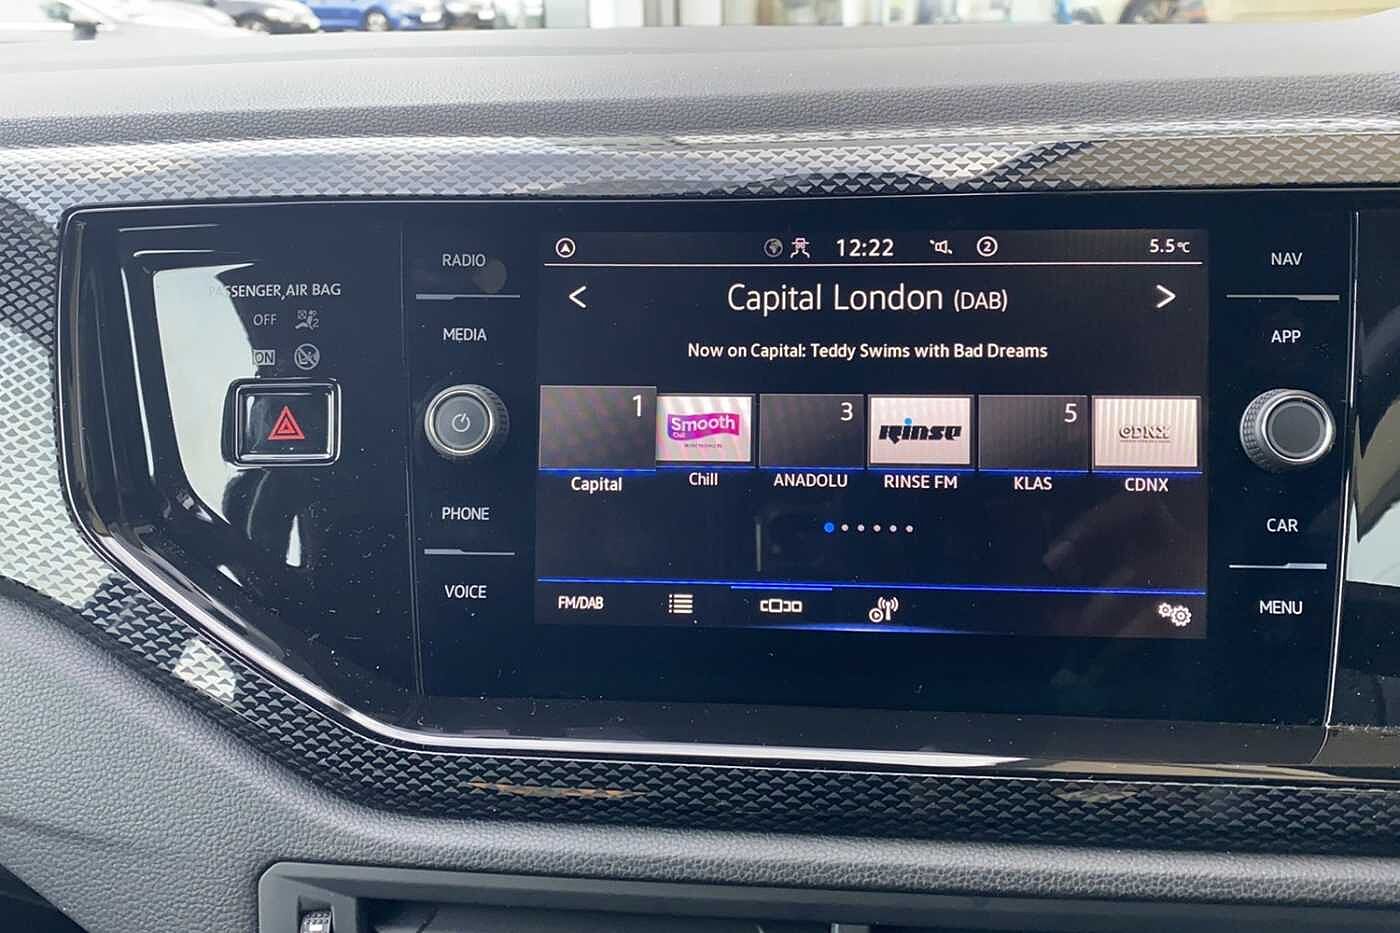 12:22
2
5.5°C
RADIO
NAV
PASSENGER AIR BAG
OFF
ON
< Capital London (DAB) >
MEDIA
APP
Now on Capital: Teddy Swims with Bad Dreams
1
Smooth
Chill
3
rinse
5
CDNX
Capital
Chill
ANADOLU
RINSE FM
KLAS
CDNX
PHONE
CAR
VOICE
FM/DAB
MENU